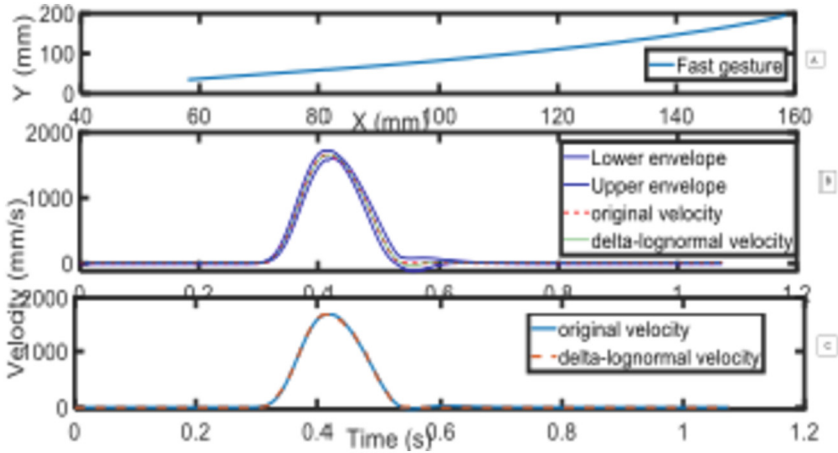 200
100
0
Y (mm)
Fast gesture
A
40 60 80 100 120 140 160
X (mm)
2000
1000
0
Lower envelope
Upper envelope
original velocity
delta-lognormal velocity
B
0 0.2 0.4 0.6 0.8 1 1.2
Velocity (mm/s)
2000
1000
0
original velocity
delta-lognormal velocity
C
0 0.2 0.4 0.6 0.8 1 1.2
Time (s)